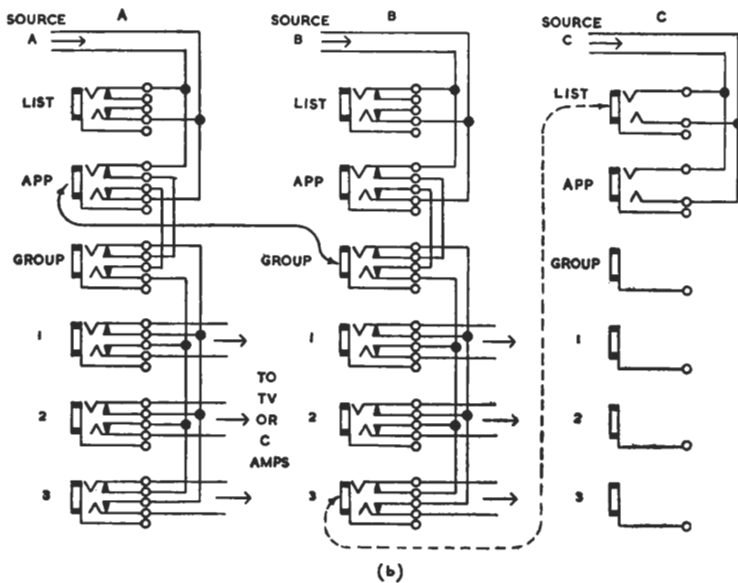 A B C
SOURCE A
SOURCE B
SOURCE C
LIST LIST LIST
APP APP APP
GROUP GROUP GROUP
1 1 1
TO
TV
2 OR 2 2
C
AMPS
3 3 3
(b)